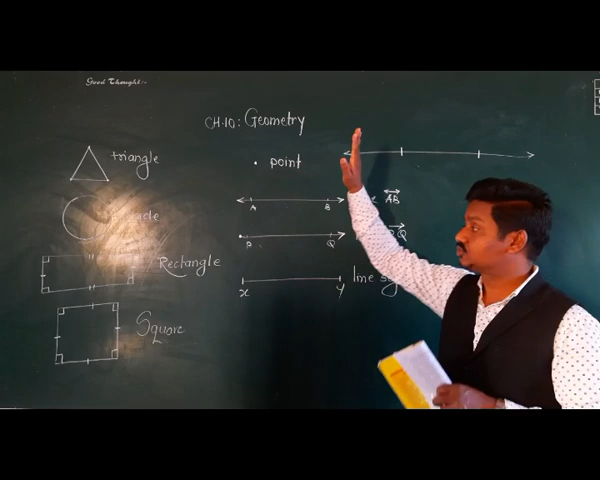 Good Thought:-
CH.10: Geometry
triangle
point
A B
AB
Rectangle
P Q
Q
x y
line
Square